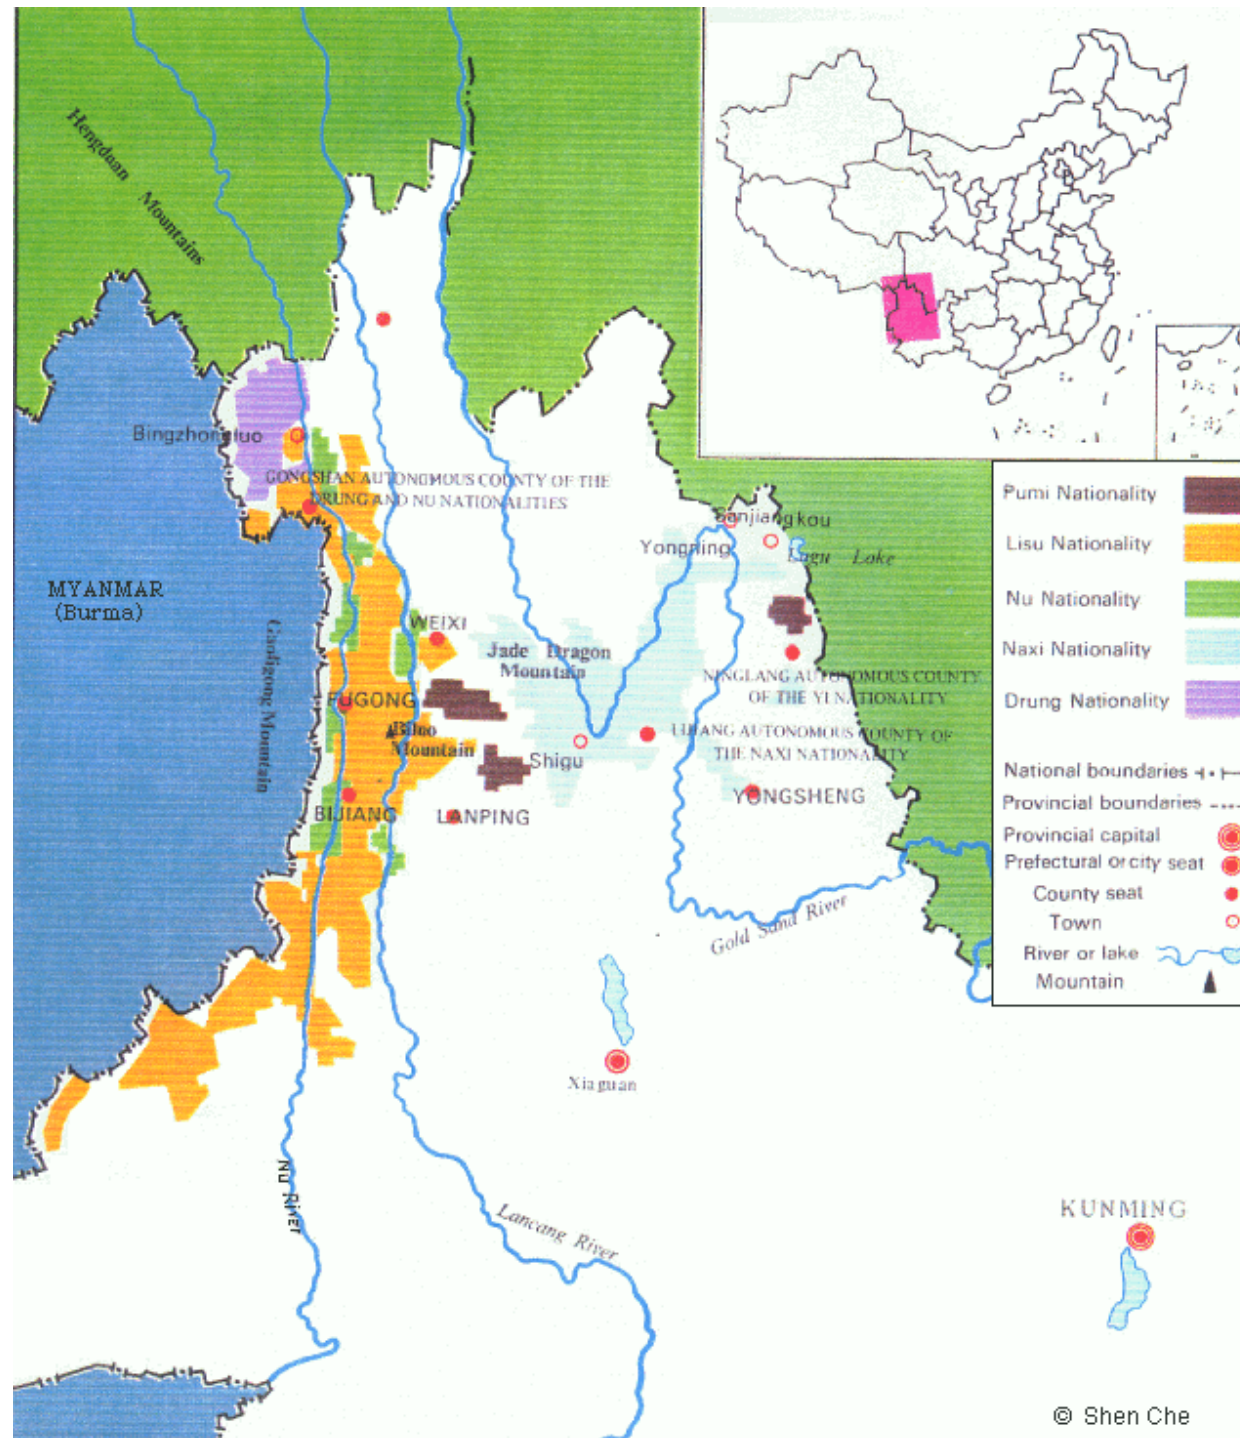 Hengduan Mountains
Bingzhongluo
GONGSHAN AUTONOMOUS COUNTY OF THE
DRUNG AND NU NATIONALITIES
Sanjiangkou
Yongning
Lugu Lake
MYANMAR
(Burma)
Gaoligong Mountain
WEIXI
Jade Dragon
Mountain
NINGLANG AUTONOMOUS COUNTY
OF THE YI NATIONALITY
FUGONG
Biluo
Mountain
LIJIANG AUTONOMOUS COUNTY OF
THE NAXI NATIONALITY
Shigu
YONGSHENG
BIJIANG
LANPING
Gold Sand River
Xiaguan
Nu River
Lancang River
KUNMING
Pumi Nationality
Lisu Nationality
Nu Nationality
Naxi Nationality
Drung Nationality
National boundaries
Provincial boundaries
Provincial capital
Prefectural or city seat
County seat
Town
River or lake
Mountain
© Shen Che